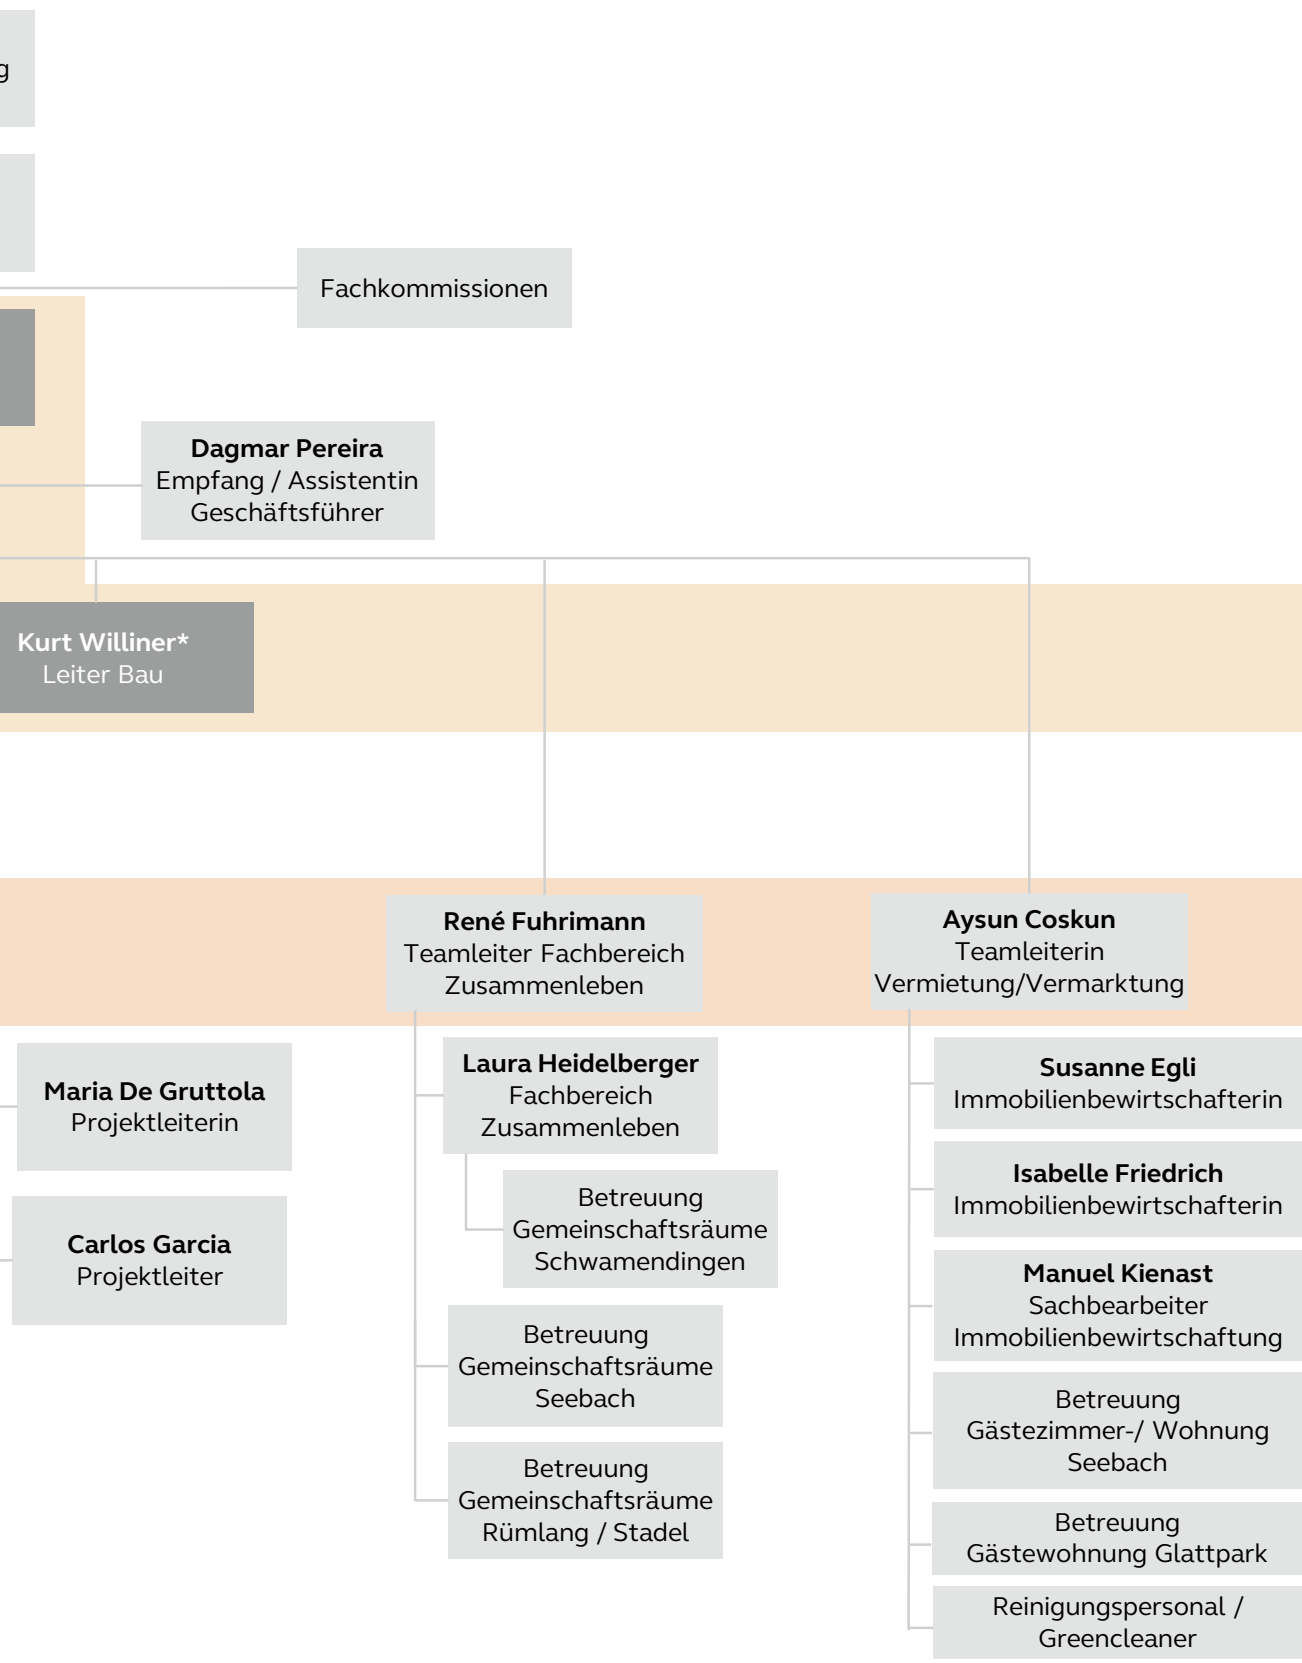 g
Fachkommissionen
Dagmar Pereira
Empfang / Assistentin
Geschäftsführer
Kurt Williner*
Leiter Bau
René Fuhrimann
Teamleiter Fachbereich
Zusammenleben
Aysun Coskun
Teamleiterin
Vermietung/Vermarktung
Maria De Gruttola
Projektleiterin
Carlos Garcia
Projektleiter
Laura Heidelberger
Fachbereich
Zusammenleben
Betreuung
Gemeinschaftsräume
Schwamendingen
Betreuung
Gemeinschaftsräume
Seebach
Betreuung
Gemeinschaftsräume
Rümlang / Stadel
Susanne Egli
Immobilienbewirtschafterin
Isabelle Friedrich
Immobilienbewirtschafterin
Manuel Kienast
Sachbearbeiter
Immobilienbewirtschaftung
Betreuung
Gästezimmer-/ Wohnung
Seebach
Betreuung
Gästewohnung Glattpark
Reinigungspersonal /
Greencleaner